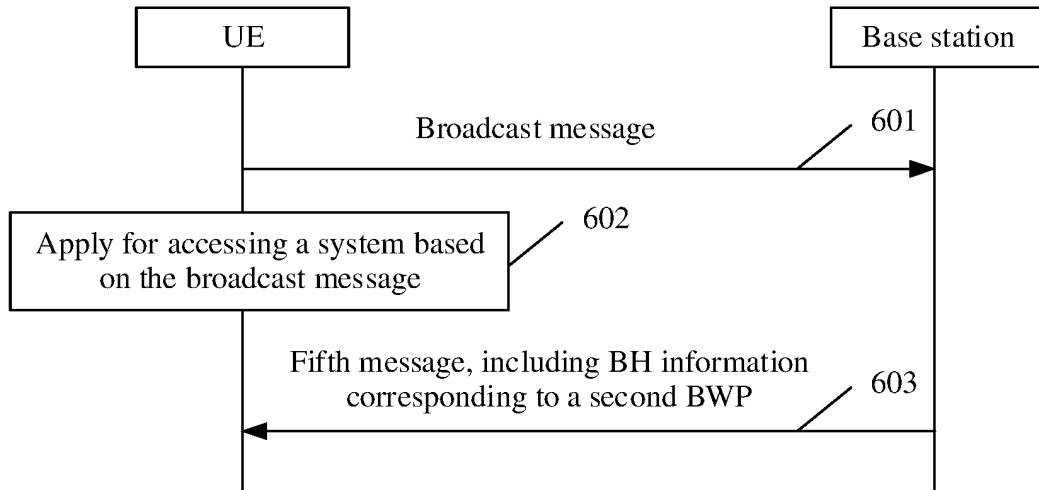 UE
Base station
Broadcast message
601
602
Apply for accessing a system based
on the broadcast message
Fifth message, including BH information
corresponding to a second BWP
603